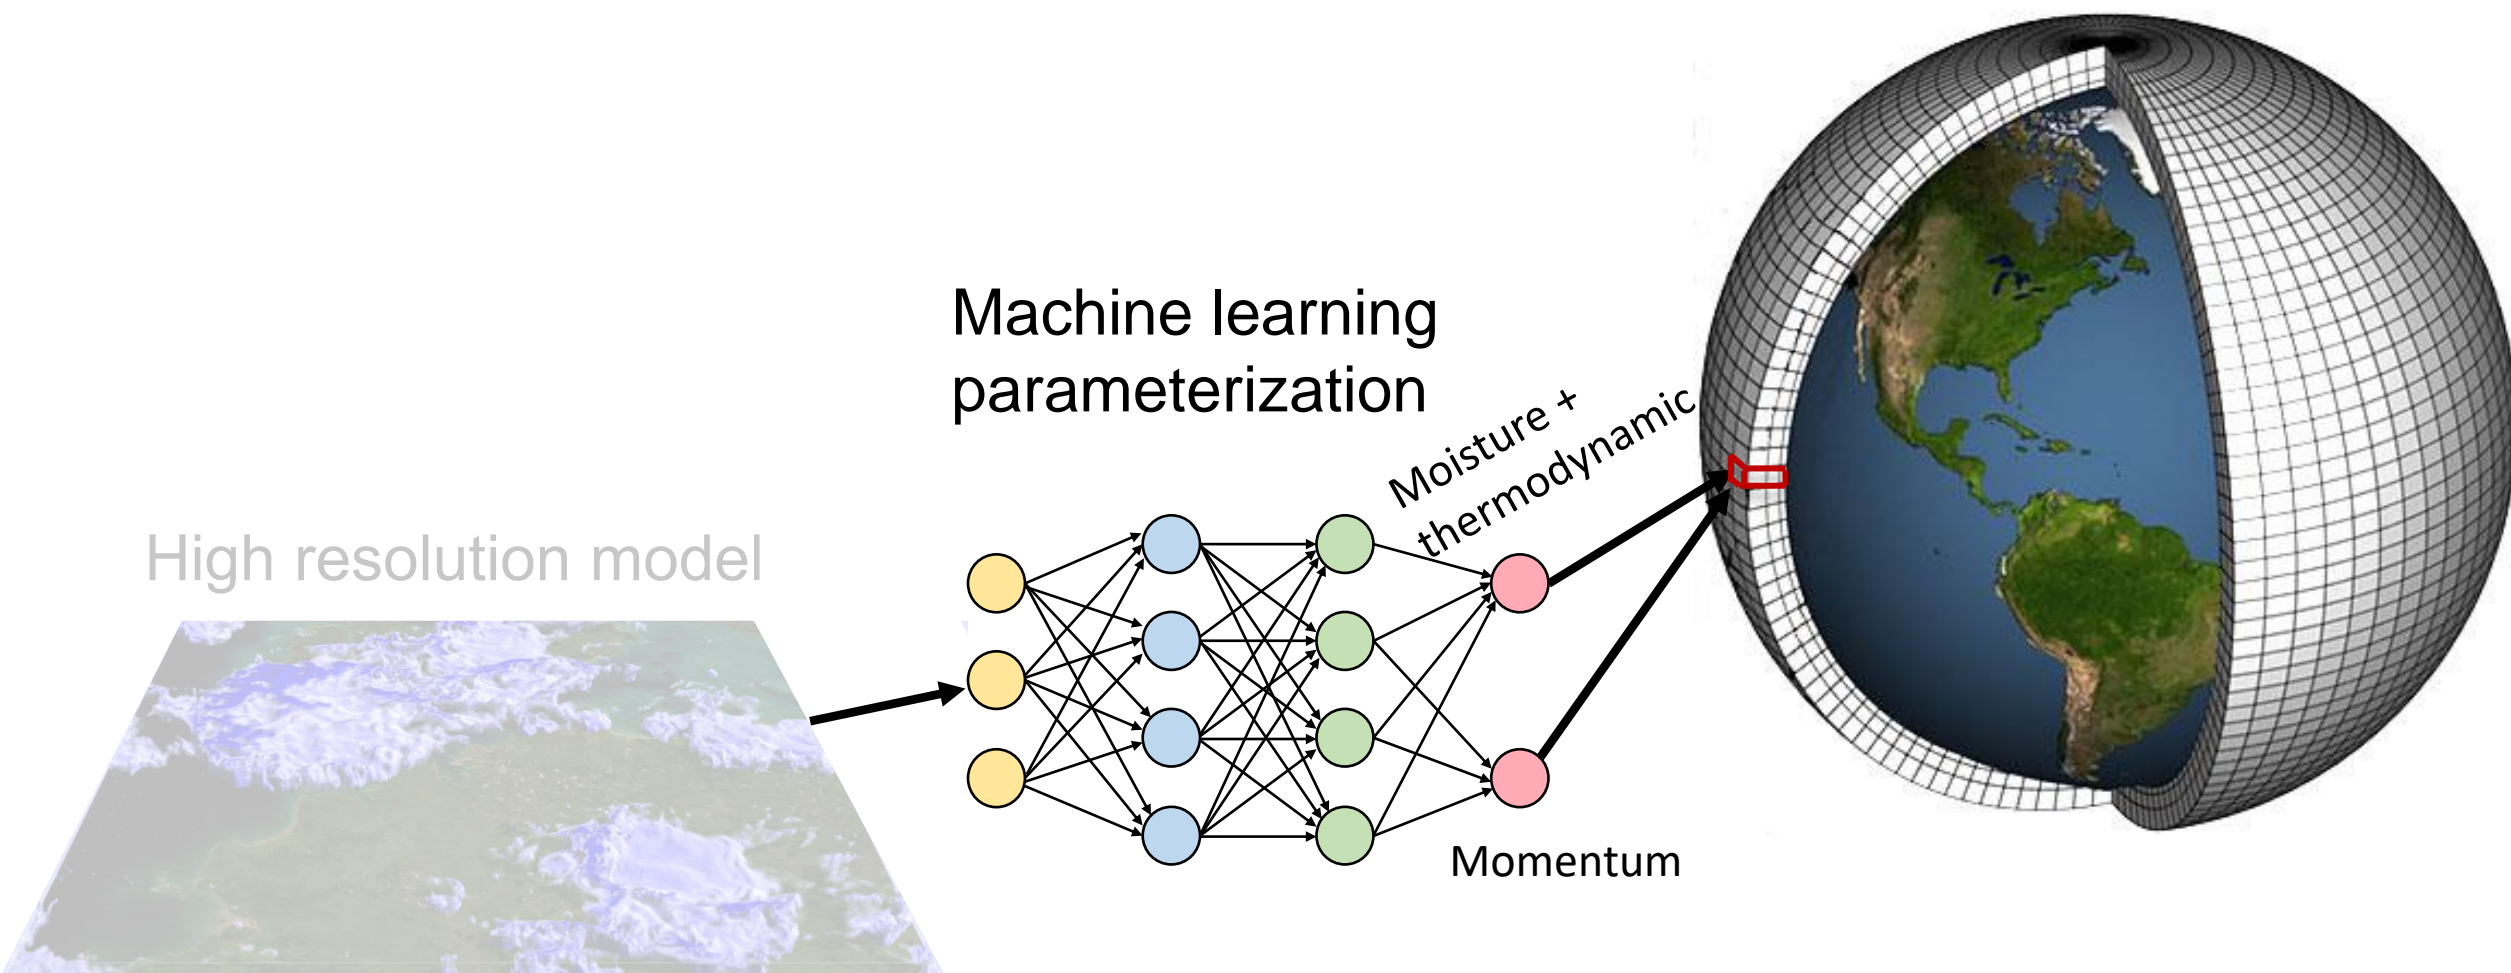 Machine learning
parameterization
Moisture +
thermodynamic
High resolution model
Momentum